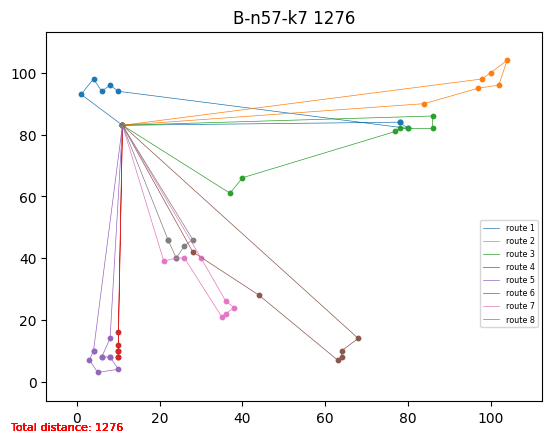 B-n57-k7 1276
100
80
60
40
20
0
route 1
route 2
route 3
route 4
route 5
route 6
route 7
route 8
0 20 40 60 80 100
Total distance: 1276